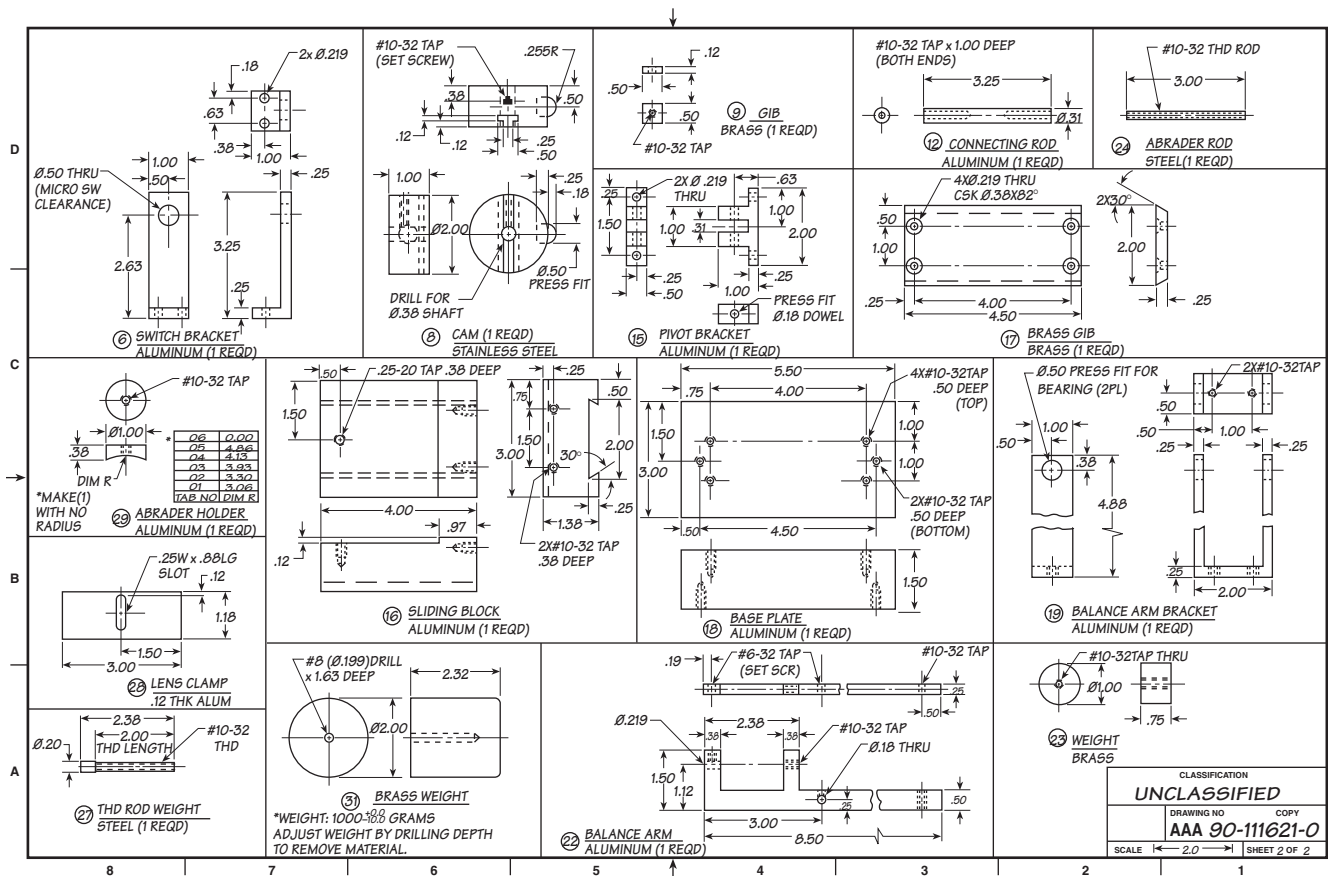 D
C
B
A
8
7
6
5
4
3
2
1
2x Ø.219
.18
.63
.38
1.00
1.00
.50
.25
Ø.50 THRU
(MICRO SW
CLEARANCE)
3.25
2.63
.25
6 SWITCH BRACKET
ALUMINUM (1 REQD)
#10-32 TAP
(SET SCREW)
.255R
.38
.50
.12
.12
.25
.50
1.00
.25
.18
Ø2.00
Ø.50
PRESS FIT
DRILL FOR
Ø.38 SHAFT
8 CAM (1 REQD)
STAINLESS STEEL
.12
.50
.50
#10-32 TAP
9 GIB
BRASS (1 REQD)
#10-32 TAP x 1.00 DEEP
(BOTH ENDS)
3.25
Ø.31
12 CONNECTING ROD
ALUMINUM (1 REQD)
#10-32 THD ROD
3.00
24 ABRADER ROD
STEEL(1 REQD)
2X Ø .219
THRU
.63
.25
1.50
1.00
.31
1.00
2.00
.25
.50
.25
1.00
PRESS FIT
Ø.18 DOWEL
15 PIVOT BRACKET
ALUMINUM (1 REQD)
4XØ.219 THRU
CSK Ø.38X82°
2X30°
.50
1.00
2.00
.25
4.00
4.50
.25
17 BRASS GIB
BRASS (1 REQD)
#10-32 TAP
Ø1.00
.38
DIM R
*
06 0.00
05 4.86
04 4.13
03 3.93
02 3.30
01 3.06
TAB NO DIM R
*MAKE(1)
WITH NO
RADIUS
29 ABRADER HOLDER
ALUMINUM (1 REQD)
.50
.25-20 TAP .38 DEEP
1.50
.25
.75
.50
1.50
3.00
2.00
30°
4.00
.97
.25
1.38
.12
2X#10-32 TAP
.38 DEEP
16 SLIDING BLOCK
ALUMINUM (1 REQD)
5.50
.75
4.00
4X#10-32TAP
.50 DEEP
(TOP)
1.50
3.00
1.00
1.00
2X#10-32 TAP
.50 DEEP
(BOTTOM)
.50
4.50
1.50
18 BASE PLATE
ALUMINUM (1 REQD)
Ø.50 PRESS FIT FOR
BEARING (2PL)
2X#10-32TAP
.50
1.00
.50
.50
1.00
.25
.25
.38
4.88
.25
2.00
19 BALANCE ARM BRACKET
ALUMINUM (1 REQD)
.25W x .88LG
SLOT
.12
1.18
1.50
3.00
28 LENS CLAMP
.12 THK ALUM
2.38
2.00
THD LENGTH
Ø.20
#10-32
THD
27 THD ROD WEIGHT
STEEL (1 REQD)
#8 (Ø.199)DRILL
x 1.63 DEEP
2.32
Ø2.00
31 BRASS WEIGHT
*WEIGHT: 1000 GRAMS
ADJUST WEIGHT BY DRILLING DEPTH
TO REMOVE MATERIAL.
.19
#6-32 TAP
(SET SCR)
#10-32 TAP
.25
.50
Ø.219
2.38
.38
.38
#10-32 TAP
Ø.18 THRU
1.50
1.12
.25
.50
3.00
8.50
22 BALANCE ARM
ALUMINUM (1 REQD)
#10-32TAP THRU
Ø1.00
.75
23 WEIGHT
BRASS
CLASSIFICATION
UNCLASSIFIED
DRAWING NO COPY
AAA 90-111621-0
SCALE 2.0 SHEET 2 OF 2